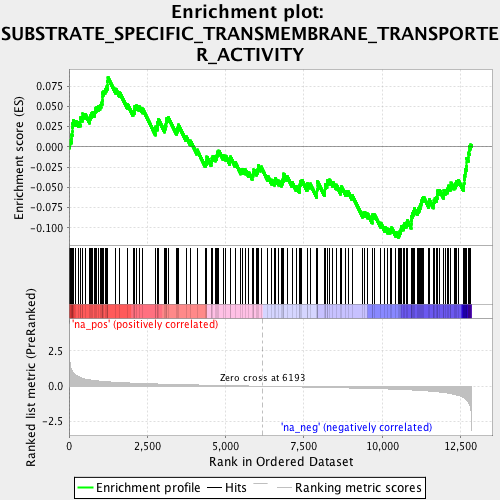 Enrichment plot:
SUBSTRATE_SPECIFIC_TRANSMEMBRANE_TRANSPORTE
R_ACTIVITY
Enrichment score (ES)
0.075
0.050
0.025
0.000
-0.025
-0.050
-0.075
-0.100
Ranked list metric (PreRanked)
'na_pos' (positively correlated)
2.5
Zero cross at 6193
0.0
'na_neg' (negatively correlated)
-2.5
0 2,500 5,000 7,500 10,000 12,500
Rank in Ordered Dataset
Enrichment profile Hits Ranking metric scores